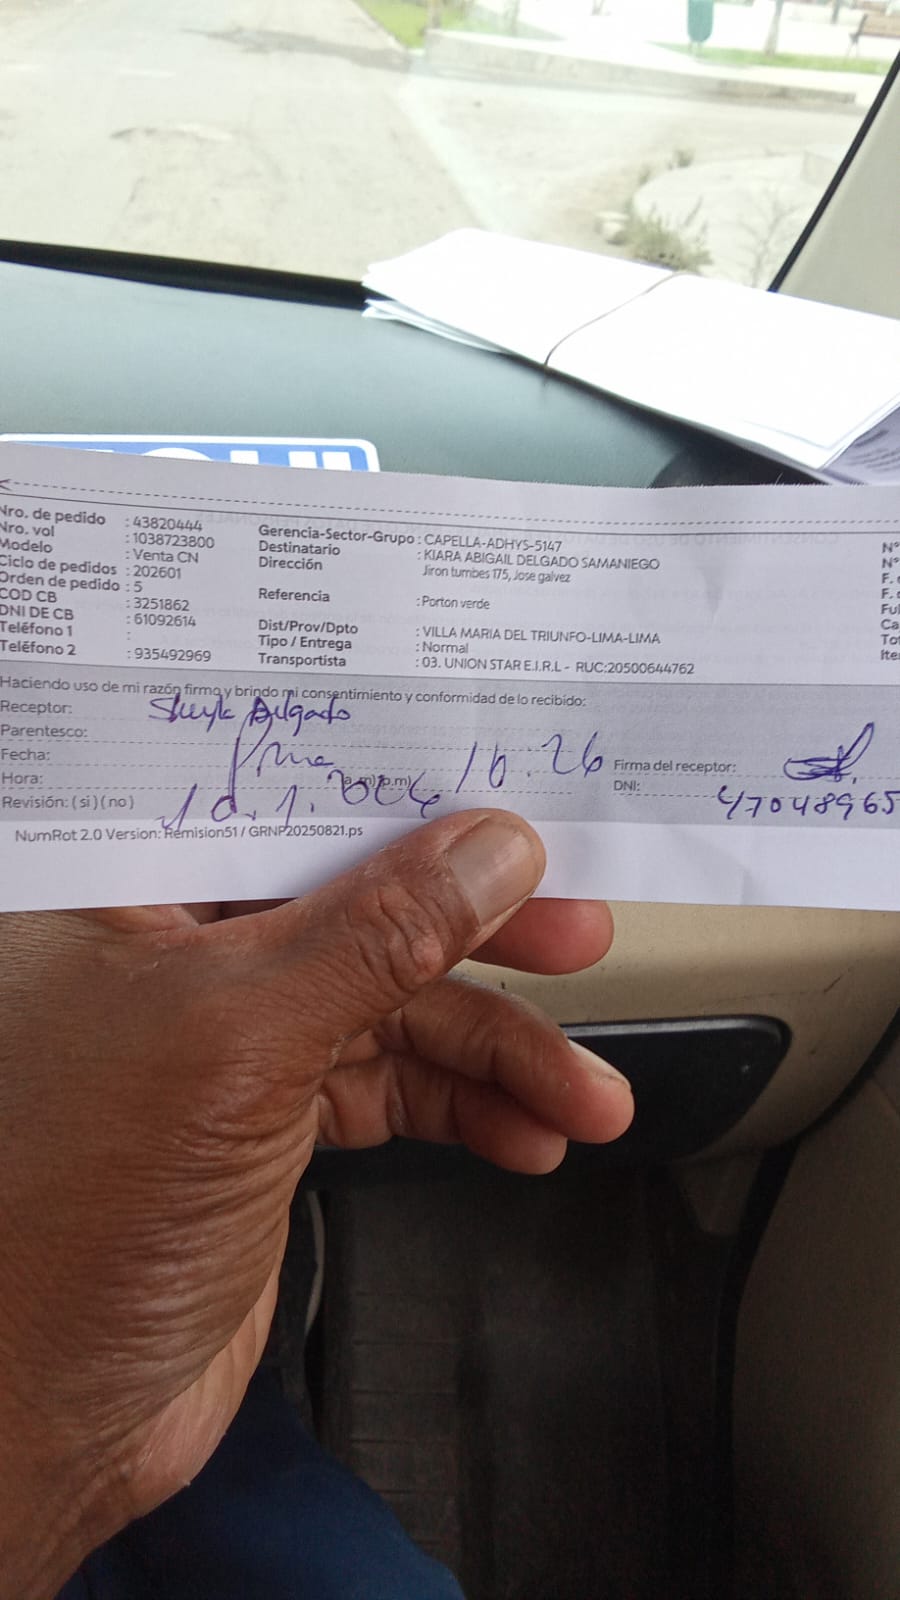 Nro. de pedido : 43820444
Nro. vol : 1038723800
Modelo : Venta CN
Ciclo de pedidos : 202601
Orden de pedido : 5
COD CB : 3251862
DNI DE CB : 61092614
Teléfono 1 :
Teléfono 2 : 935492969
Gerencia-Sector-Grupo : CAPELLA-ADHYS-5147
Destinatario : KIARA ABIGAIL DELGADO SAMANIEGO
Dirección Jiron tumbes 175, Jose galvez
Referencia : Porton verde
Dist/Prov/Dpto : VILLA MARIA DEL TRIUNFO-LIMA-LIMA
Tipo / Entrega : Normal
Transportista : 03. UNION STAR E.I.R.L - RUC:20500644762
N°
N°
F.
F.
Ful
Ca
Tot
Ite
Haciendo uso de mi razón firmo y brindo mi consentimiento y conformidad de lo recibido:
Receptor: Delgado
Parentesco:
Fecha: 10.26
Hora: (a.m) (p.m)
Revisión: ( si ) ( no )
Firma del receptor:
DNI: 47048965
NumRot 2.0 Version: Remision51 / GRNP20250821.ps